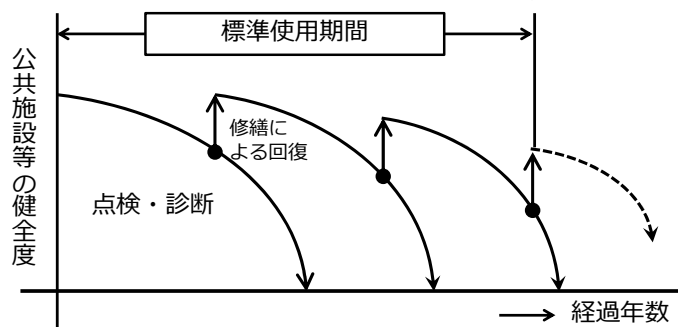 標準使用期間
公共施設等の健全度
修繕に
よる回復
点検・診断
経過年数